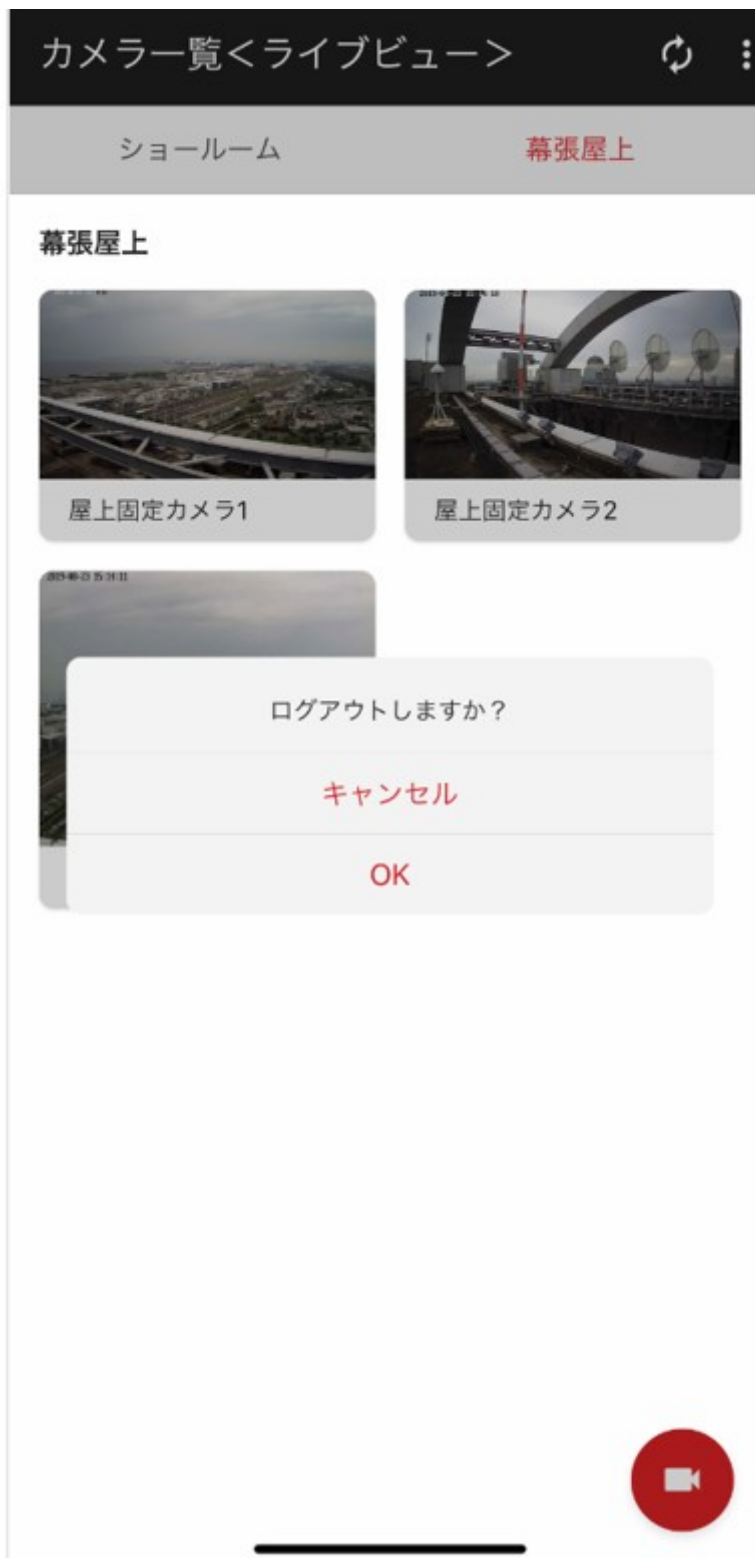 カメラ一覧＜ライブビュー＞
ショールーム
幕張屋上
幕張屋上
屋上固定カメラ1
屋上固定カメラ2
ログアウトしますか？
キャンセル
OK